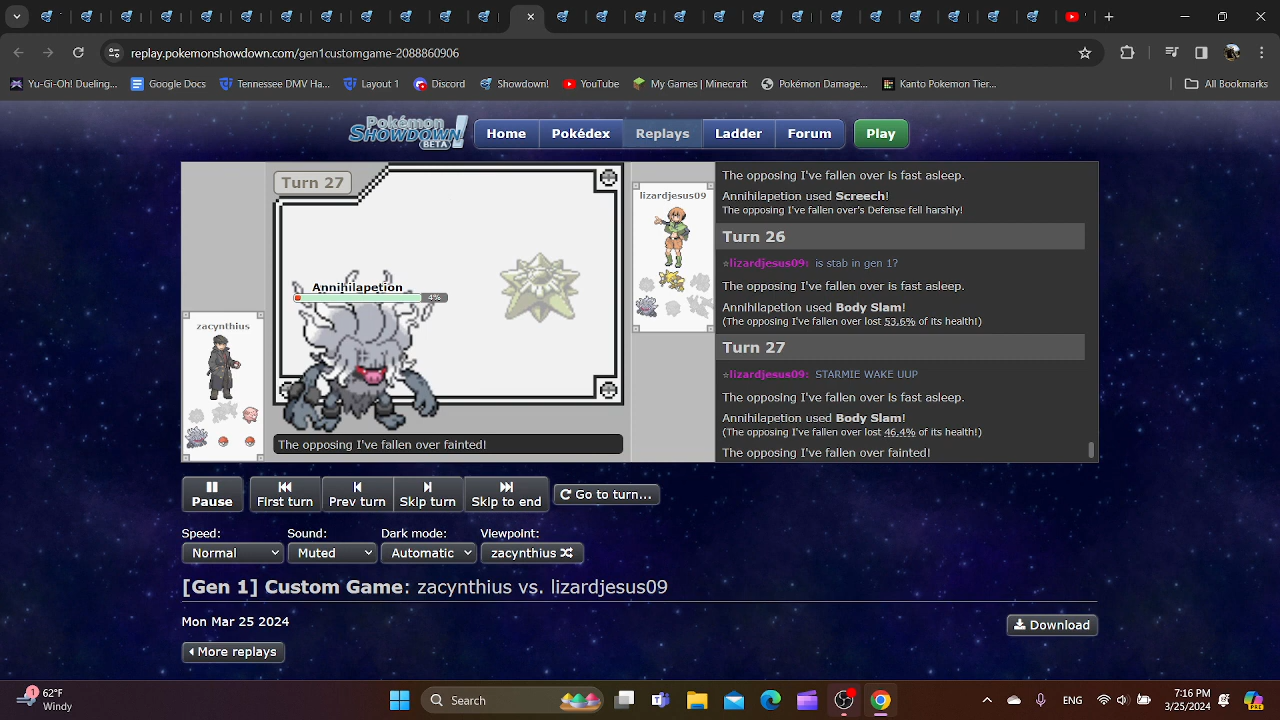 replay.pokemonshowdown.com/gen1customgame-2088860906
Yu-Gi-Oh! Dueling...
Google Docs
Tennessee DMV Ha...
Layout 1
Discord
Showdown!
YouTube
My Games | Minecraft
Pokémon Damage...
Kanto Pokemon Tier...
All Bookmarks
Pokémon
SHOWDOWN!
BETA
Home
Pokédex
Replays
Ladder
Forum
Play
Turn 27
Annihilapetion
4%
zacynthius
The opposing I've fallen over fainted!
lizardjesus09
The opposing I've fallen over is fast asleep.
Annihilapetion used Screech!
The opposing I've fallen over's Defense fell harshly!
Turn 26
☆lizardjesus09: is stab in gen 1?
The opposing I've fallen over is fast asleep.
Annihilapetion used Body Slam!
(The opposing I've fallen over lost 53.6% of its health!)
Turn 27
☆lizardjesus09: STARMIE WAKE UUP
The opposing I've fallen over is fast asleep.
Annihilapetion used Body Slam!
(The opposing I've fallen over lost 46.4% of its health!)
The opposing I've fallen over fainted!
Pause
First turn
Prev turn
Skip turn
Skip to end
Go to turn...
Speed:
Sound:
Dark mode:
Viewpoint:
Normal
Muted
Automatic
zacynthius
[Gen 1] Custom Game: zacynthius vs. lizardjesus09
Mon Mar 25 2024
Download
More replays
1
62°F
Windy
Search
ENG
7:16 PM
3/25/2024
PRE